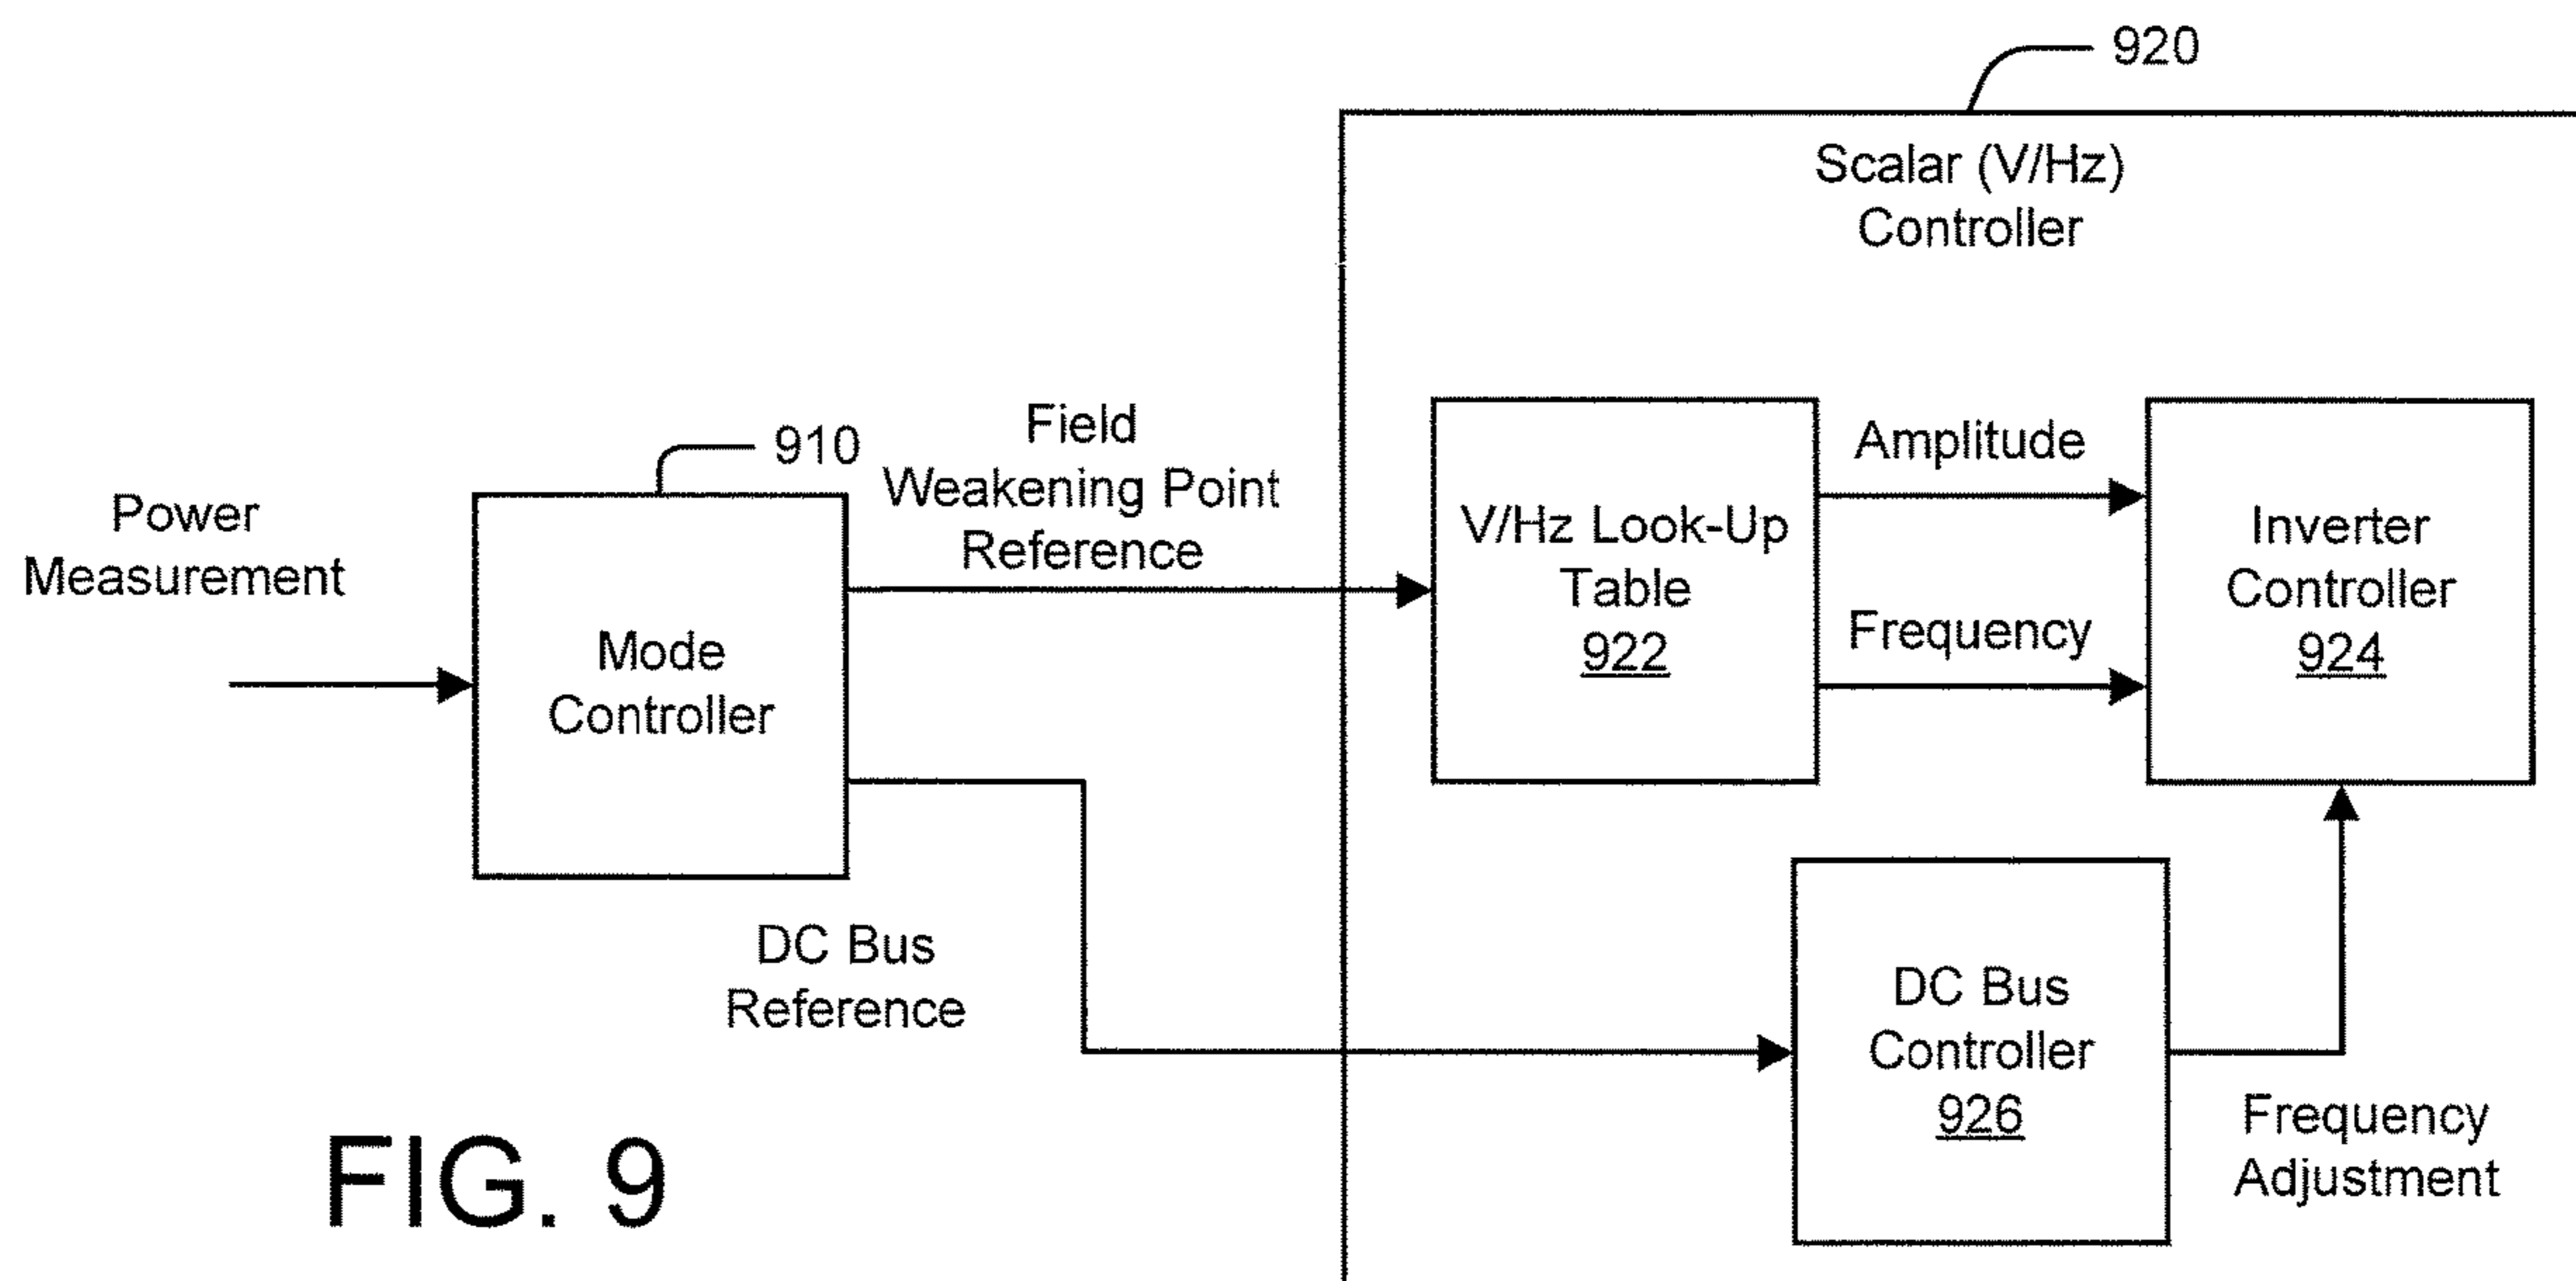 920
Scalar (V/Hz)
Controller
910
Field
Weakening Point
Reference
Power
Measurement
Mode
Controller
V/Hz Look-Up
Table
922
Amplitude
Frequency
Inverter
Controller
924
DC Bus
Reference
DC Bus
Controller
926
Frequency
Adjustment
FIG. 9